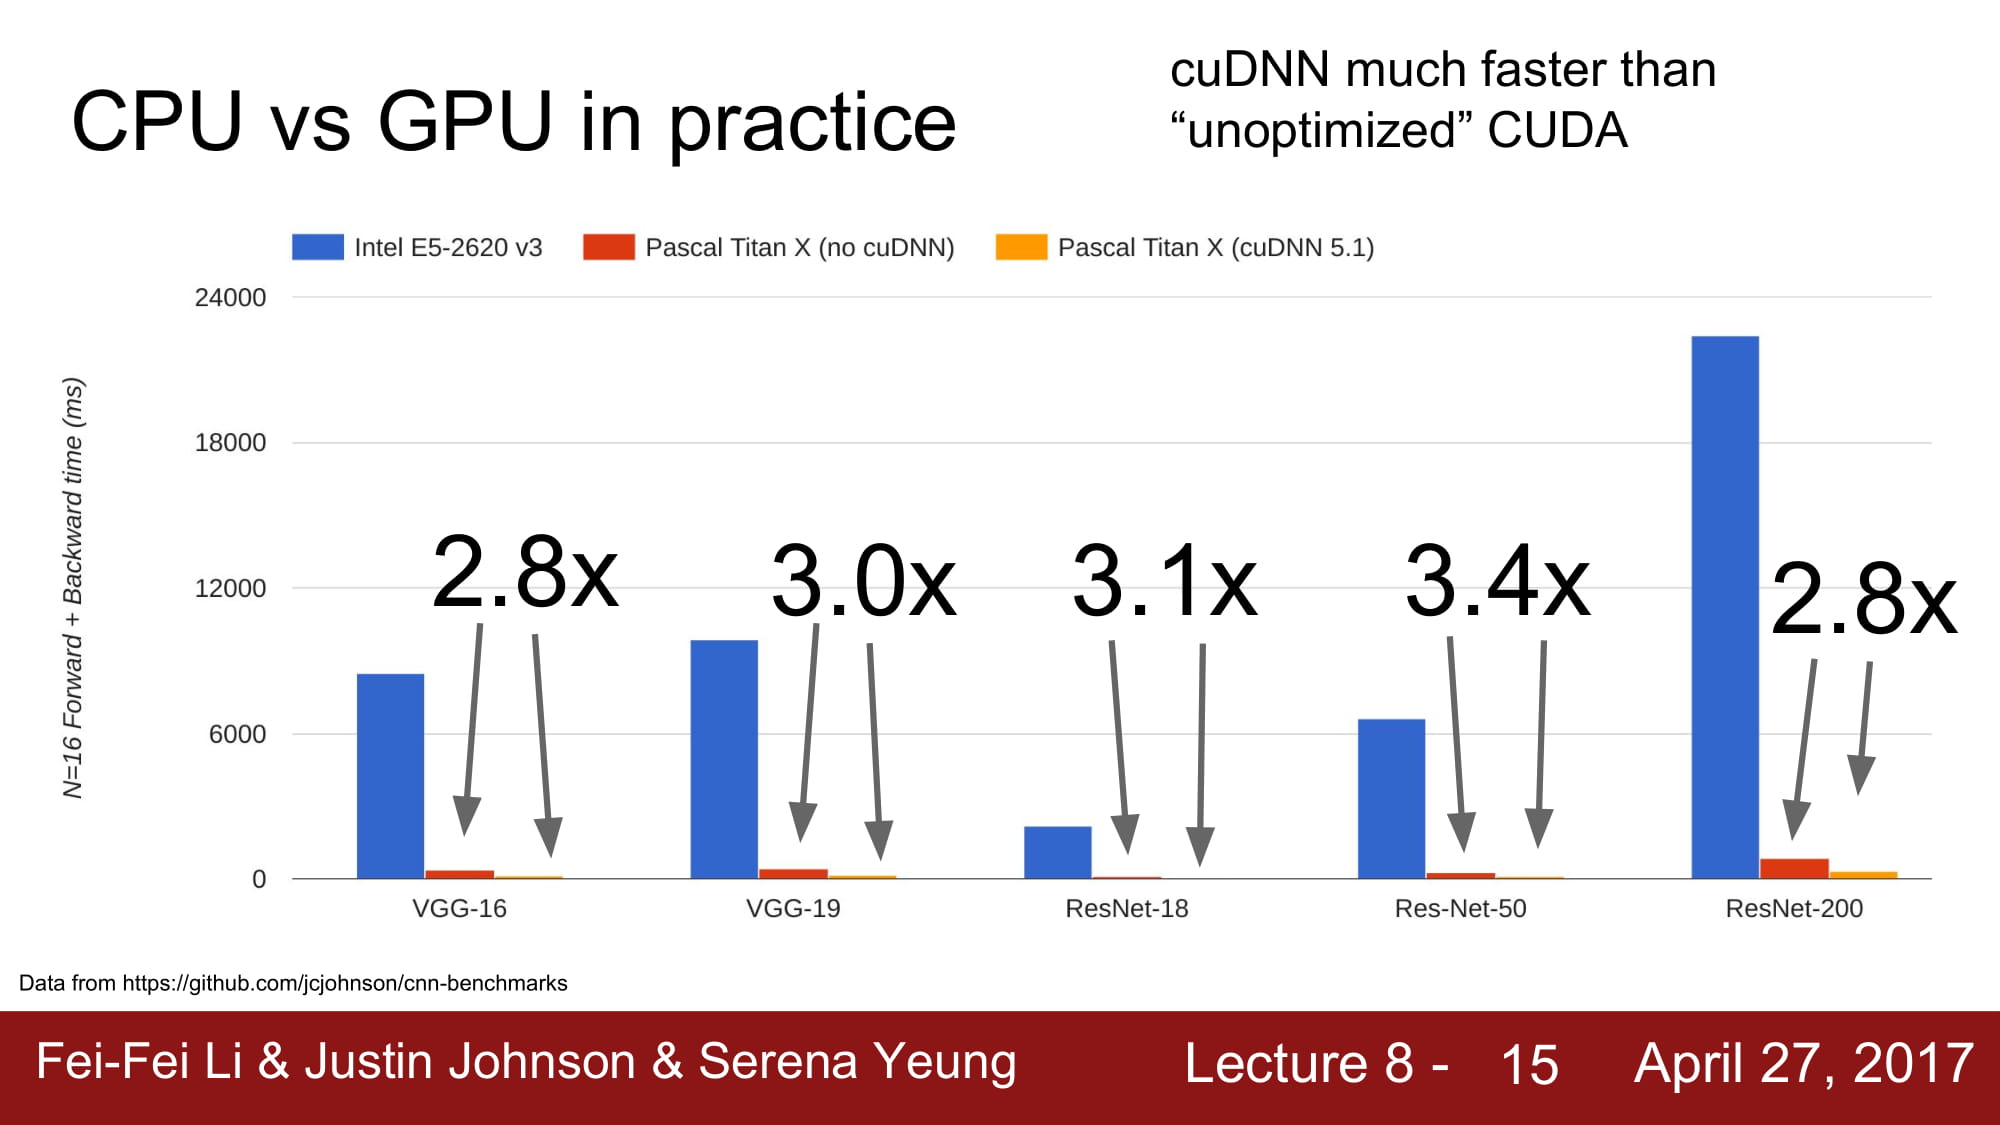 CPU vs GPU in practice
cuDNN much faster than
“unoptimized” CUDA
Intel E5-2620 v3
Pascal Titan X (no cuDNN)
Pascal Titan X (cuDNN 5.1)
N=16 Forward + Backward time (ms)
24000
18000
12000
6000
0
2.8x
3.0x
3.1x
3.4x
2.8x
VGG-16
VGG-19
ResNet-18
Res-Net-50
ResNet-200
Data from https://github.com/jcjohnson/cnn-benchmarks
Fei-Fei Li & Justin Johnson & Serena Yeung
Lecture 8 - 15
April 27, 2017